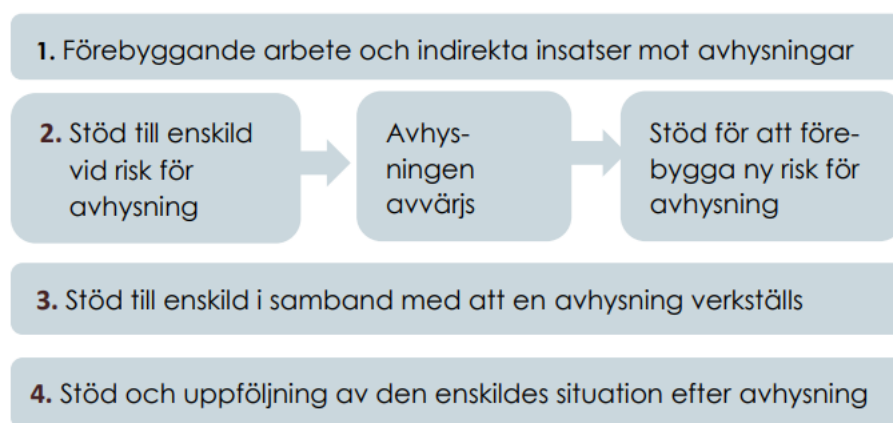 1. Förebyggande arbete och indirekta insatser mot avhysningar
2. Stöd till enskild
vid risk för
avhysning
Avhys-
ningen
avvärjs
Stöd för att före-
bygga ny risk för
avhysning
3. Stöd till enskild i samband med att en avhysning verkställs
4. Stöd och uppföljning av den enskildes situation efter avhysning